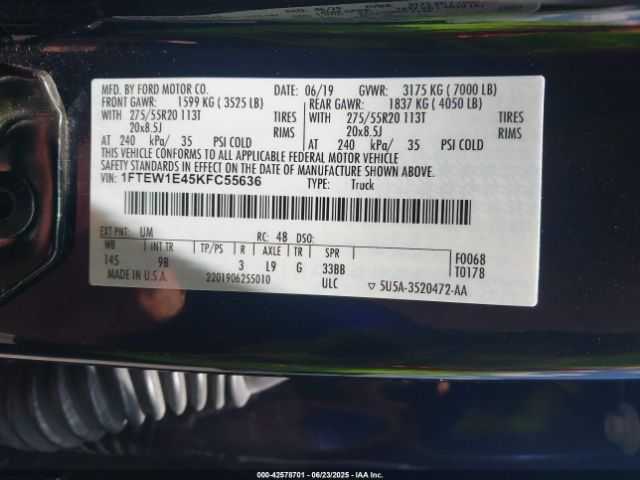 06/19 GVWR: 3175 KG
MFD. BY FORD MOTOR CO. DATE: 06/19 GVWR: 3175 KG ( 7000 LB)
FRONT GAWR: 1599 KG ( 3525 LB) REAR GAWR: 1837 KG ( 4050 LB)
WITH 275/55R20 113T TIRES WITH 275/55R20 113T TIRES
20x8.5J RIMS 20x8.5J RIMS
AT 240 kPa/ 35 PSI COLD AT 240 kPa/ 35 PSI COLD
THIS VEHICLE CONFORMS TO ALL APPLICABLE FEDERAL MOTOR VEHICLE
SAFETY STANDARDS IN EFFECT ON THE DATE OF MANUFACTURE SHOWN ABOVE.
VIN: 1FTEW1E45KFC55636 TYPE: Truck
EXT PNT: UM RC: 48 DSO:
WB INT TR TP/PS R AXLE TR SPR F0068
145 9B 3 L9 G 33BB T0178
MADE IN U.S.A. 2201906255010 ULC ▽ 5U5A-3520472-AA
000-42578701 - 06/23/2025 - IAA, Inc.